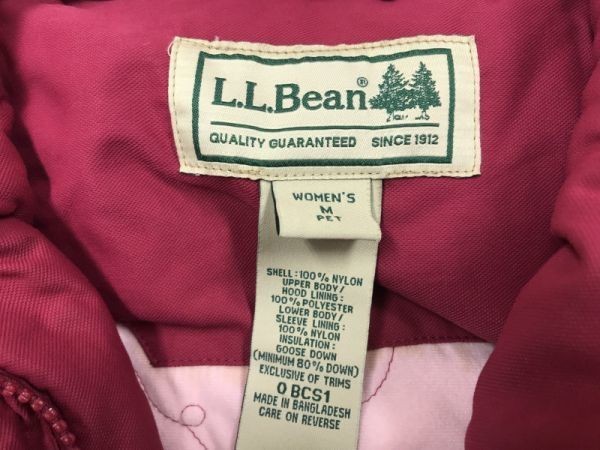 L.L.Bean®
QUALITY GUARANTEED SINCE 1912
WOMEN'S
M
PET
SHELL: 100% NYLON
UPPER BODY/
HOOD LINING:
100% POLYESTER
LOWER BODY/
SLEEVE LINING:
100% NYLON
INSULATION:
GOOSE DOWN
(MINIMUM 80% DOWN)
EXCLUSIVE OF TRIMS
0 BCS1
MADE IN BANGLADESH
CARE ON REVERSE